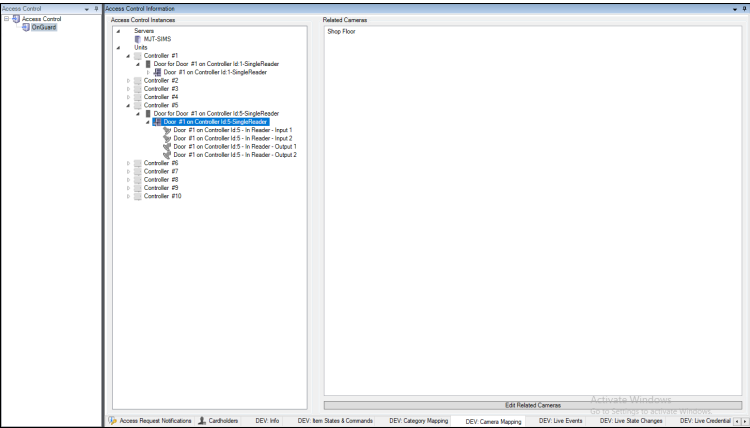 Access Control
Access Control
OnGuard
Access Control Information
Access Control Instances
Servers
MJT-SIMS
Units
Controller #1
Door for Door #1 on Controller Id:1-SingleReader
Door #1 on Controller Id:1-SingleReader
Controller #2
Controller #3
Controller #4
Controller #5
Door for Door #1 on Controller Id:5-SingleReader
Door #1 on Controller Id:5-SingleReader
Door #1 on Controller Id:5 - In Reader - Input 1
Door #1 on Controller Id:5 - In Reader - Input 2
Door #1 on Controller Id:5 - In Reader - Output 1
Door #1 on Controller Id:5 - In Reader - Output 2
Controller #6
Controller #7
Controller #8
Controller #9
Controller #10
Related Cameras
Shop Floor
Edit Related Cameras
Activate Windows
Go to Settings to activate Windows.
Access Request Notifications Cardholders DEV: Info DEV: Item States & Commands DEV: Category Mapping DEV: Camera Mapping DEV: Live Events DEV: Live State Changes DEV: Live Credential